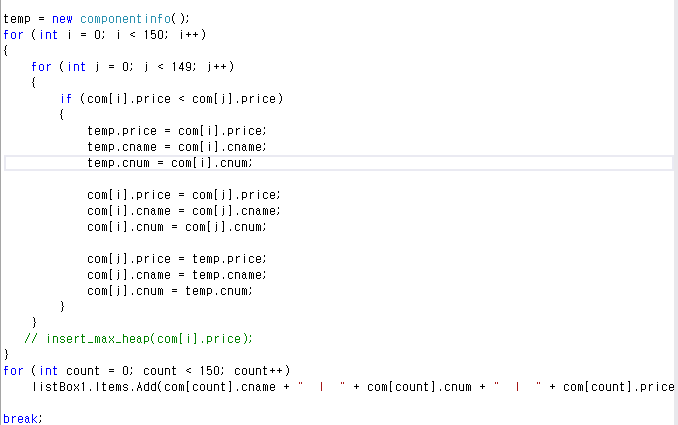 temp = new componentinfo();
for (int i = 0; i < 150; i++)
{
    for (int j = 0; j < 149; j++)
    {
        if (com[i].price < com[j].price)
        {
            temp.price = com[i].price;
            temp.cname = com[i].cname;
            temp.cnum = com[i].cnum;

            com[i].price = com[j].price;
            com[i].cname = com[j].cname;
            com[i].cnum = com[j].cnum;

            com[j].price = temp.price;
            com[j].cname = temp.cname;
            com[j].cnum = temp.cnum;
        }
    }
   // insert_max_heap(com[i].price);
}
for (int count = 0; count < 150; count++)
    listBox1.Items.Add(com[count].cname + "  |  " + com[count].cnum + "  |  " + com[count].price

break;